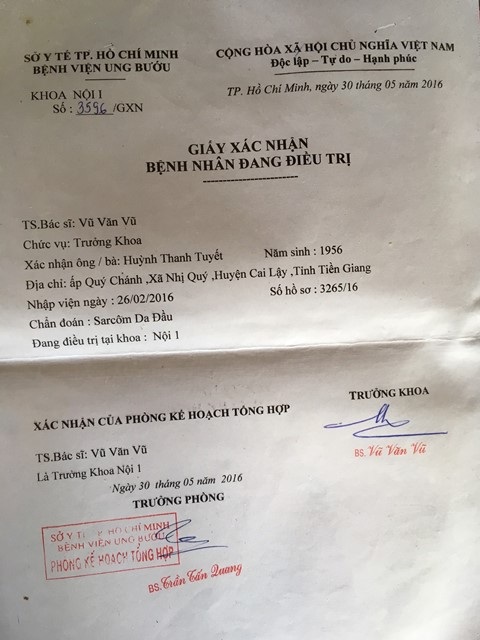 SỞ Y TẾ TP. HỒ CHÍ MINH
BỆNH VIỆN UNG BƯỚU
KHOA NỘI 1
Số : 3596 /GXN
CỘNG HÒA XÃ HỘI CHỦ NGHĨA VIỆT NAM
Độc lập – Tự do – Hạnh phúc
TP. Hồ Chí Minh, ngày 30 tháng 05 năm 2016
GIẤY XÁC NHẬN
BỆNH NHÂN ĐANG ĐIỀU TRỊ
TS.Bác sĩ: Vũ Văn Vũ
Chức vụ: Trưởng Khoa
Xác nhận ông / bà: Huỳnh Thanh Tuyết Năm sinh : 1956
Địa chỉ: ấp Quý Chánh ,Xã Nhị Quý ,Huyện Cai Lậy ,Tỉnh Tiền Giang
Nhập viện ngày : 26/02/2016 Số hồ sơ : 3265/16
Chẩn đoán : Sarcôm Da Đầu
Đang điều trị tại khoa : Nội 1
XÁC NHẬN CỦA PHÒNG KẾ HOẠCH TỔNG HỢP
TS.Bác sĩ: Vũ Văn Vũ
Là Trưởng Khoa Nội 1
Ngày 30 tháng 05 năm 2016
TRƯỞNG PHÒNG
SỞ Y TẾ TP. HỒ CHÍ MINH
BỆNH VIỆN UNG BƯỚU
PHÒNG KẾ HOẠCH TỔNG HỢP
BS.Trần Tấn Quang
TRƯỞNG KHOA
BS. Vũ Văn Vũ